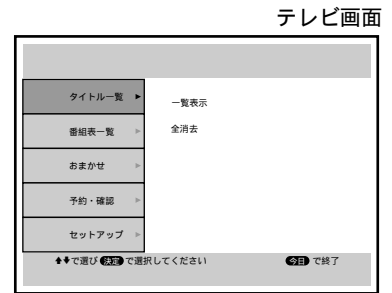 テレビ画面
タイトル一覧 ▶
一覧表示
番組表一覧 ▶
全消去
おまかせ ▶
予約・確認 ▶
セットアップ ▶
♦♦で選び 決定 で選択してください 今日 で終了